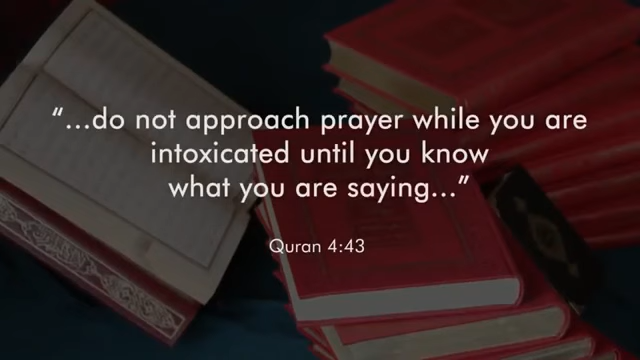 “...do not approach prayer while you are
intoxicated until you know
what you are saying...”
Quran 4:43